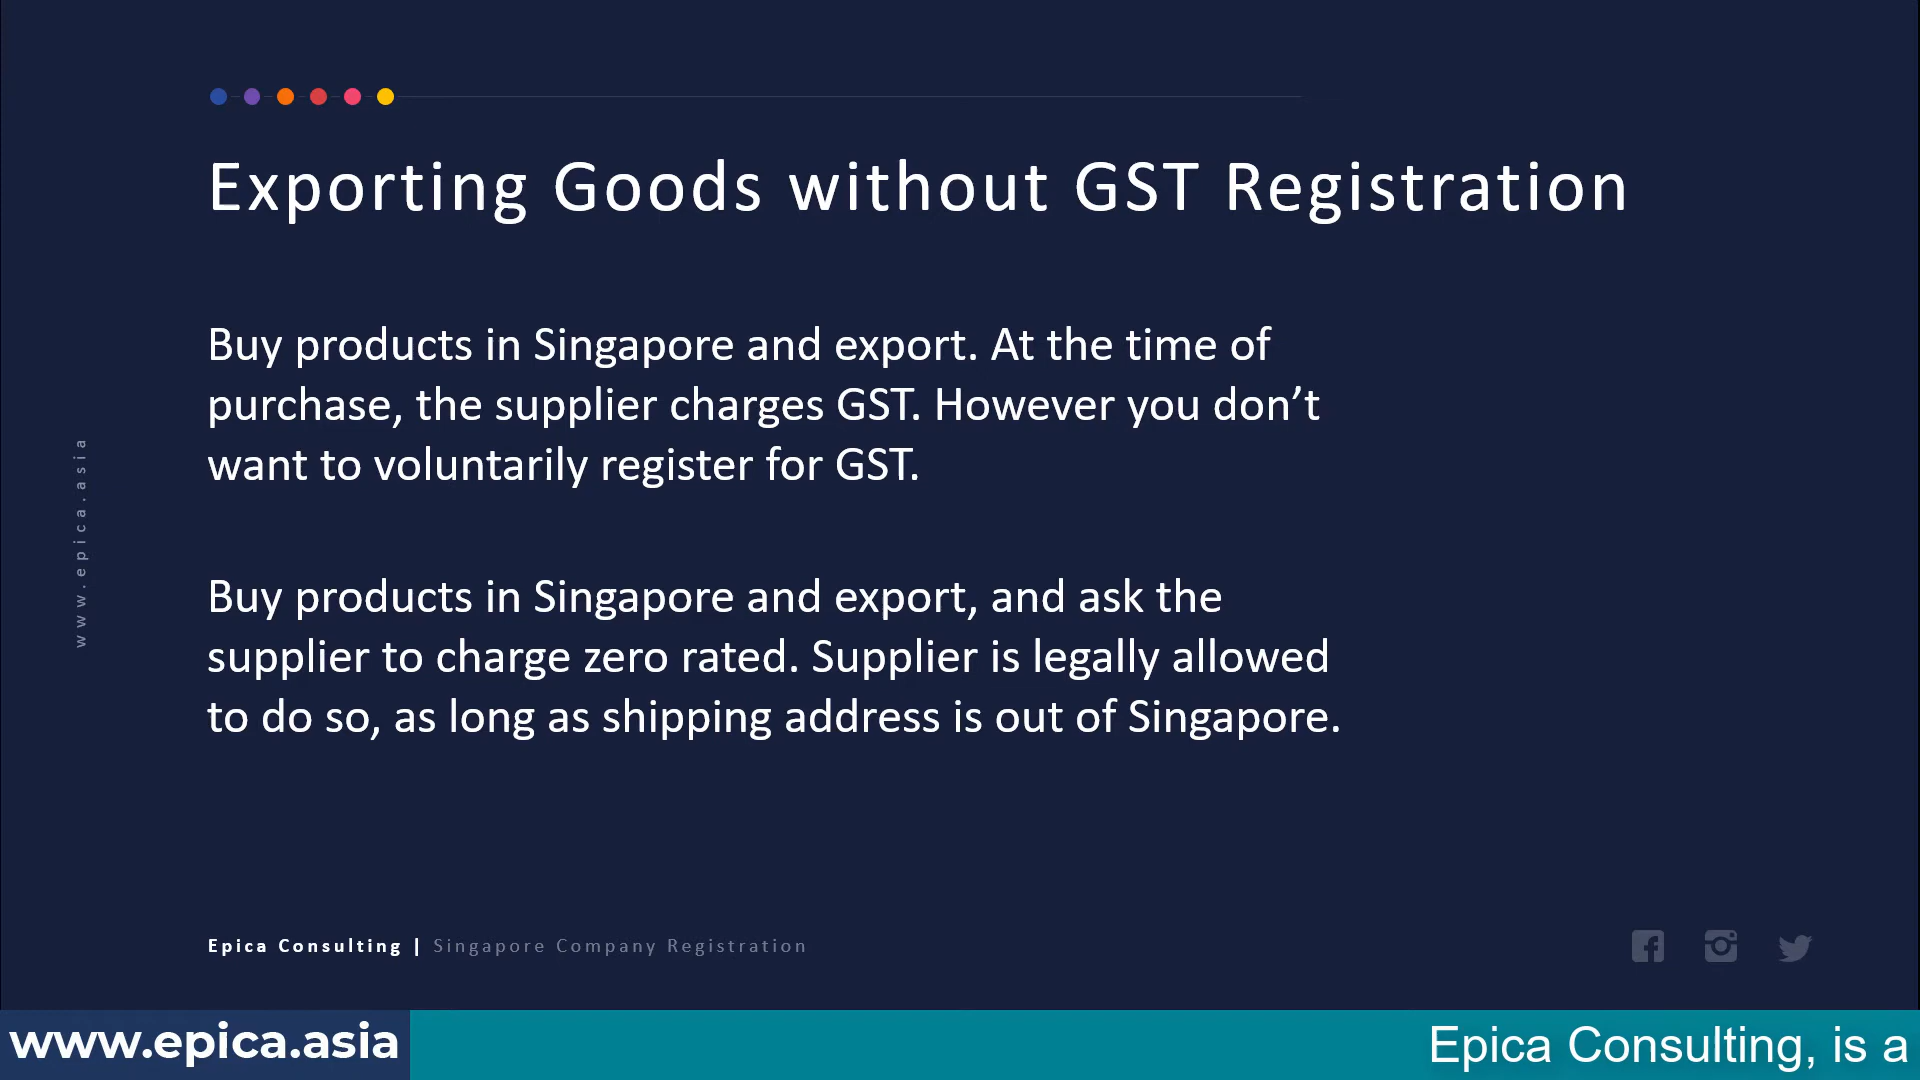 Exporting Goods without GST Registration
Buy products in Singapore and export. At the time of
purchase, the supplier charges GST. However you don’t
want to voluntarily register for GST.
www.epica.asia
Buy products in Singapore and export, and ask the
supplier to charge zero rated. Supplier is legally allowed
to do so, as long as shipping address is out of Singapore.
Epica Consulting | Singapore Company Registration
www.epica.asia
Epica Consulting, is a